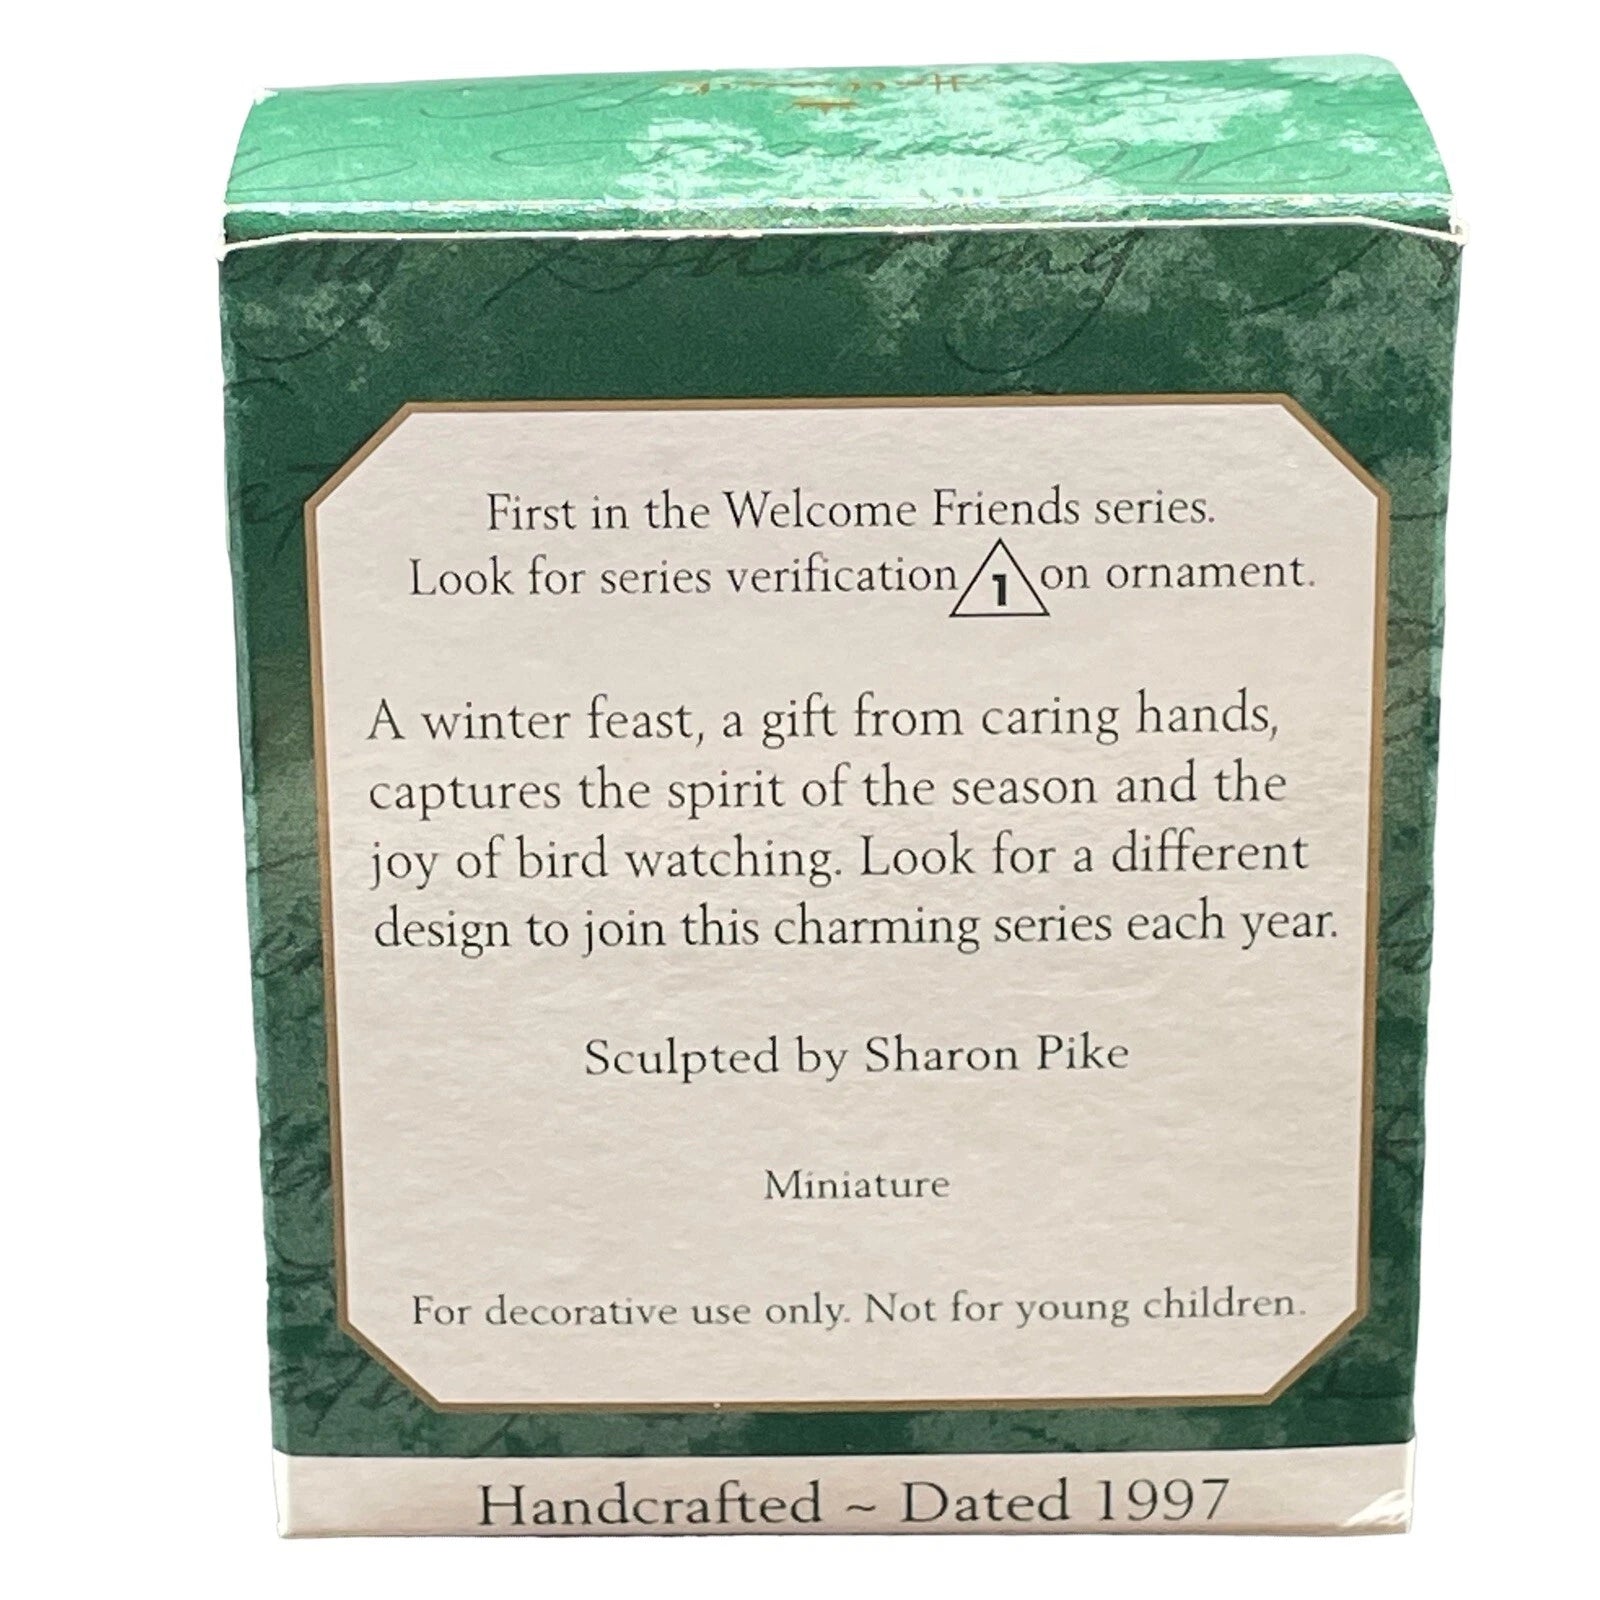 Hallmark
First in the Welcome Friends series.
Look for series verification 1 on ornament.
A winter feast, a gift from caring hands,
captures the spirit of the season and the
joy of bird watching. Look for a different
design to join this charming series each year.
Sculpted by Sharon Pike
Miniature
For decorative use only. Not for young children.
Handcrafted ~ Dated 1997